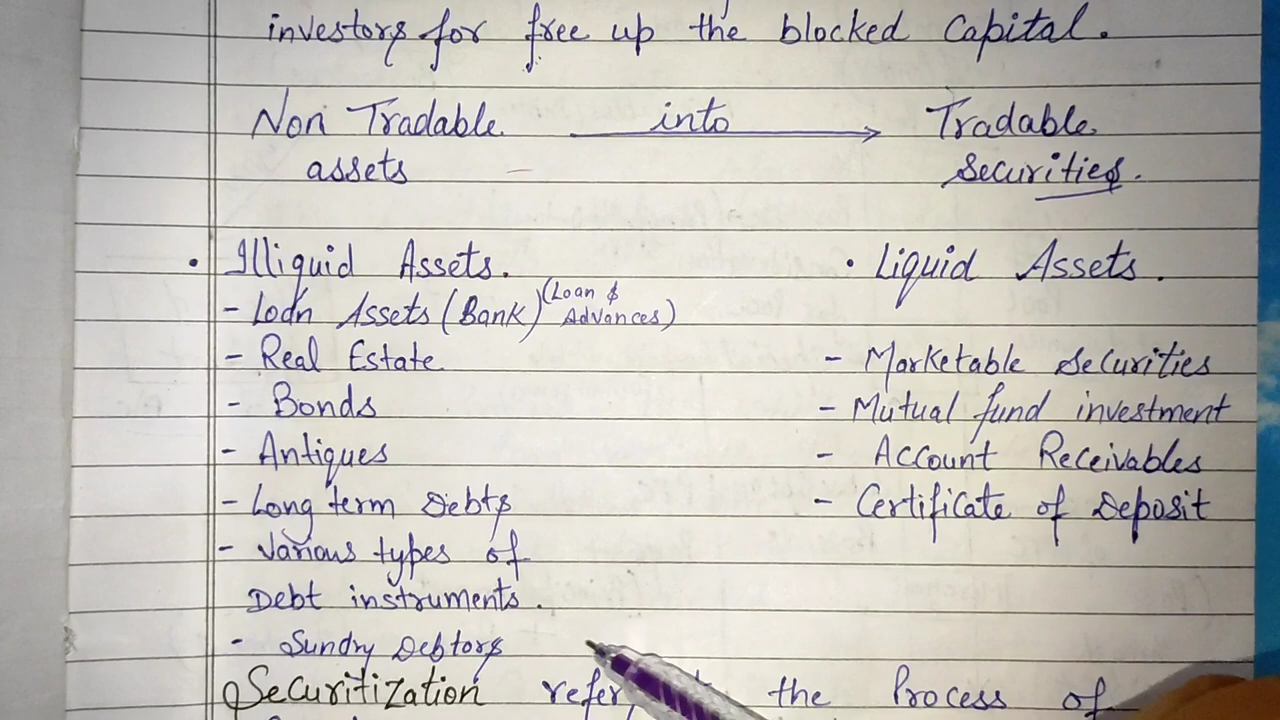 investors for free up the blocked Capital.
Non Tradable into Tradable
assets securities.
• Illiquid Assets. • Liquid Assets.
- Loan Assets (Bank) (Loan &
Advances)
- Real Estate - Marketable securities
- Bonds - Mutual fund investment
- Antiques - Account Receivables
- Long term Debts - Certificate of Deposit
- Various types of
Debt instruments.
- Sundry Debtors
Securitization refer the Process of